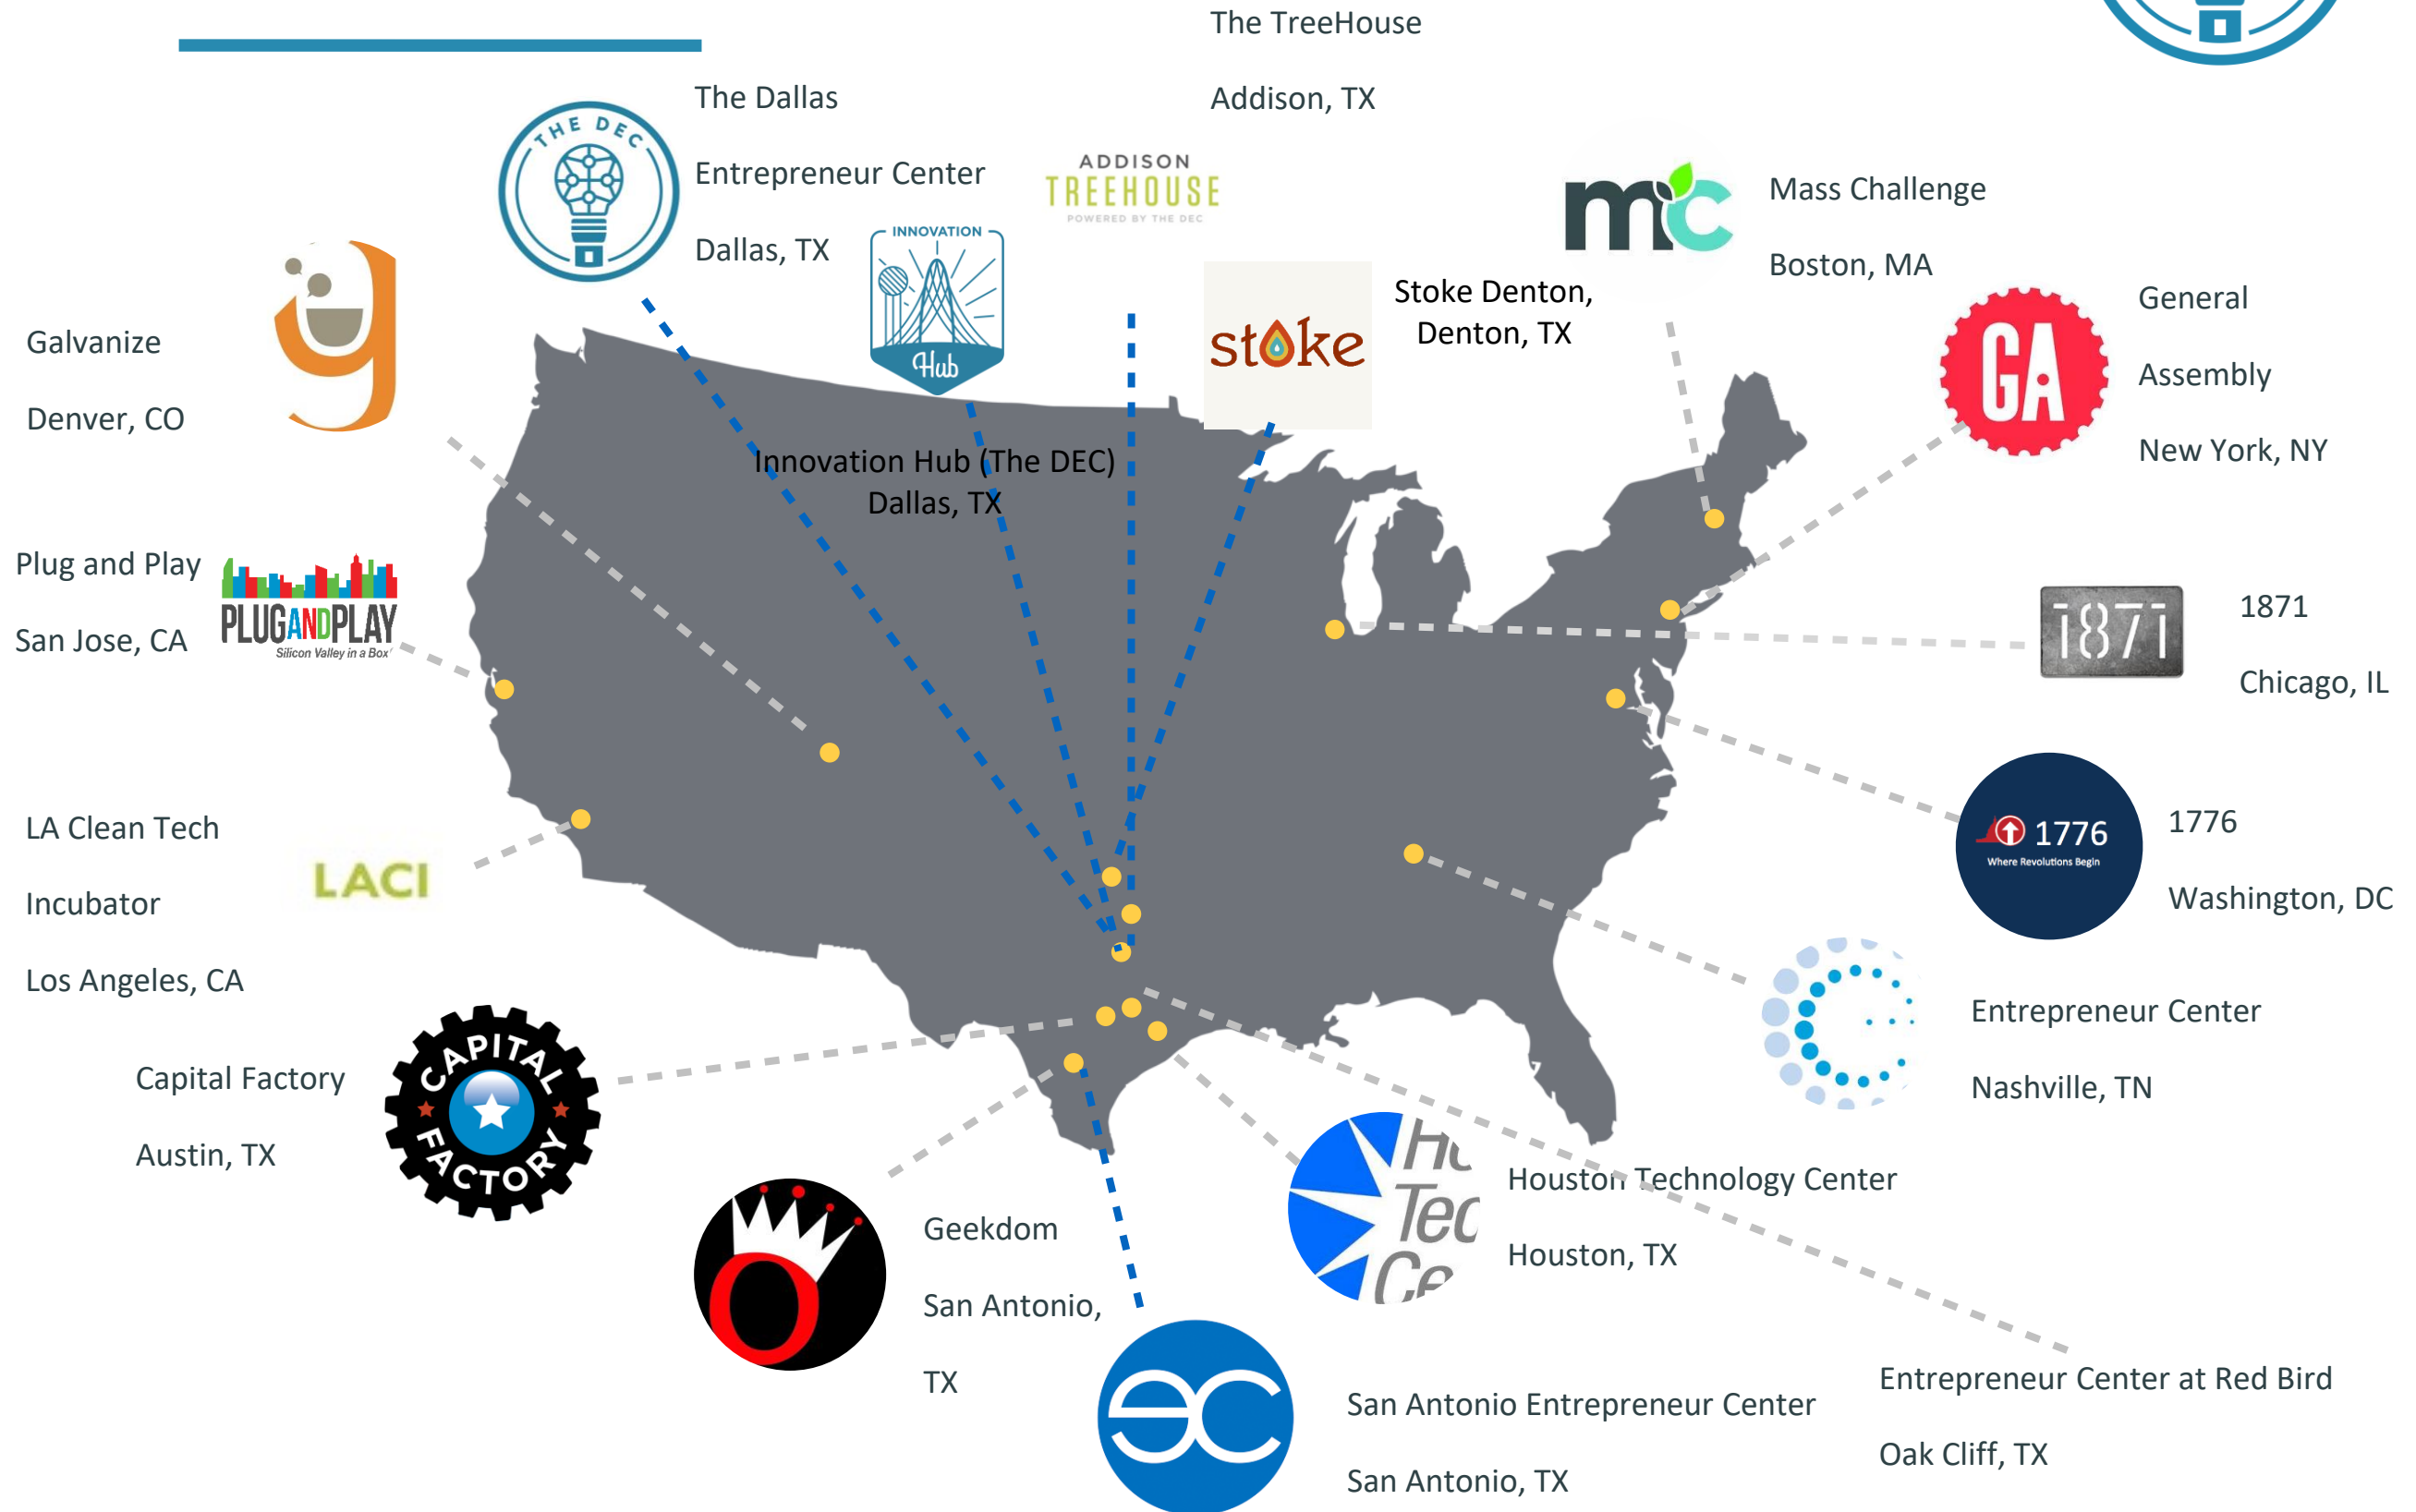 The TreeHouse
Addison, TX
The Dallas
Entrepreneur Center
Dallas, TX
THE DEC
ADDISON
TREEHOUSE
POWERED BY THE DEC
INNOVATION
Hub
Innovation Hub (The DEC)
Dallas, TX
stoke
Stoke Denton,
Denton, TX
mc
Mass Challenge
Boston, MA
GA
General
Assembly
New York, NY
g
Galvanize
Denver, CO
Plug and Play
San Jose, CA
PLUGANDPLAY
Silicon Valley in a Box
1871
1871
Chicago, IL
LA Clean Tech
Incubator
Los Angeles, CA
LACI
1776
Where Revolutions Begin
1776
Washington, DC
Entrepreneur Center
Nashville, TN
Capital Factory
Austin, TX
CAPITAL
FACTORY
Geekdom
San Antonio,
TX
Ho
Tec
Ce
Houston Technology Center
Houston, TX
ec
San Antonio Entrepreneur Center
San Antonio, TX
Entrepreneur Center at Red Bird
Oak Cliff, TX